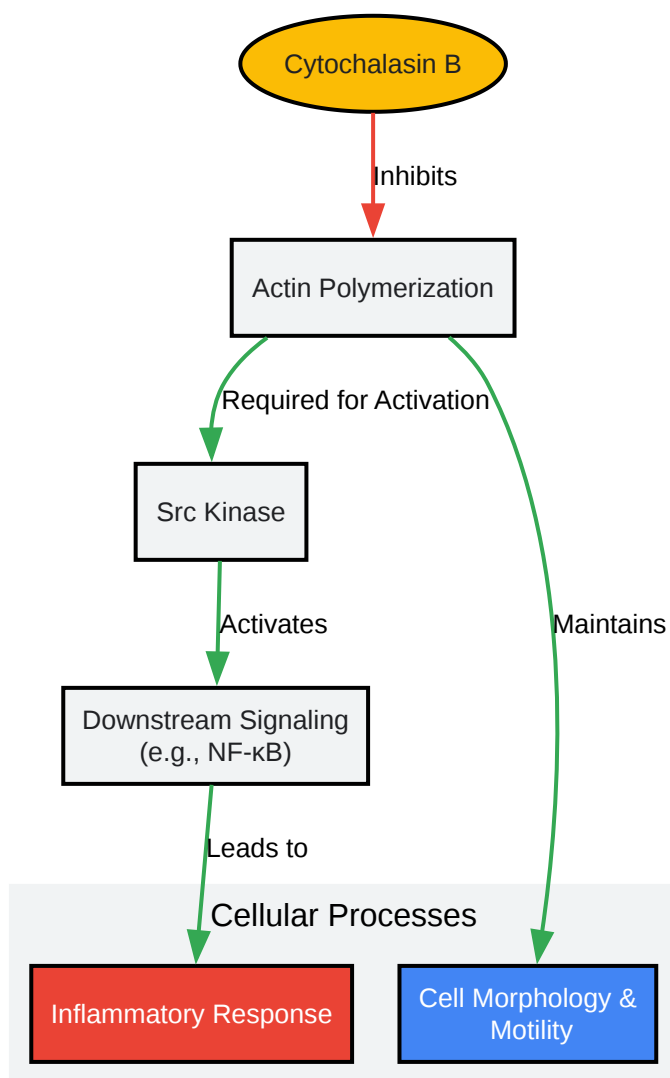 Cytochalasin B
Inhibits
Actin Polymerization
Required for Activation
Src Kinase
Activates
Maintains
Downstream Signaling
(e.g., NF-κB)
Leads to
Cellular Processes
Inflammatory Response
Cell Morphology &
Motility